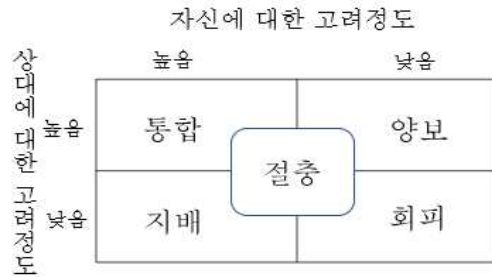 자신에 대한 고려정도
높음 낮음
상대에 대한 고려정도
높음 통합 양보
절충
낮음 지배 회피